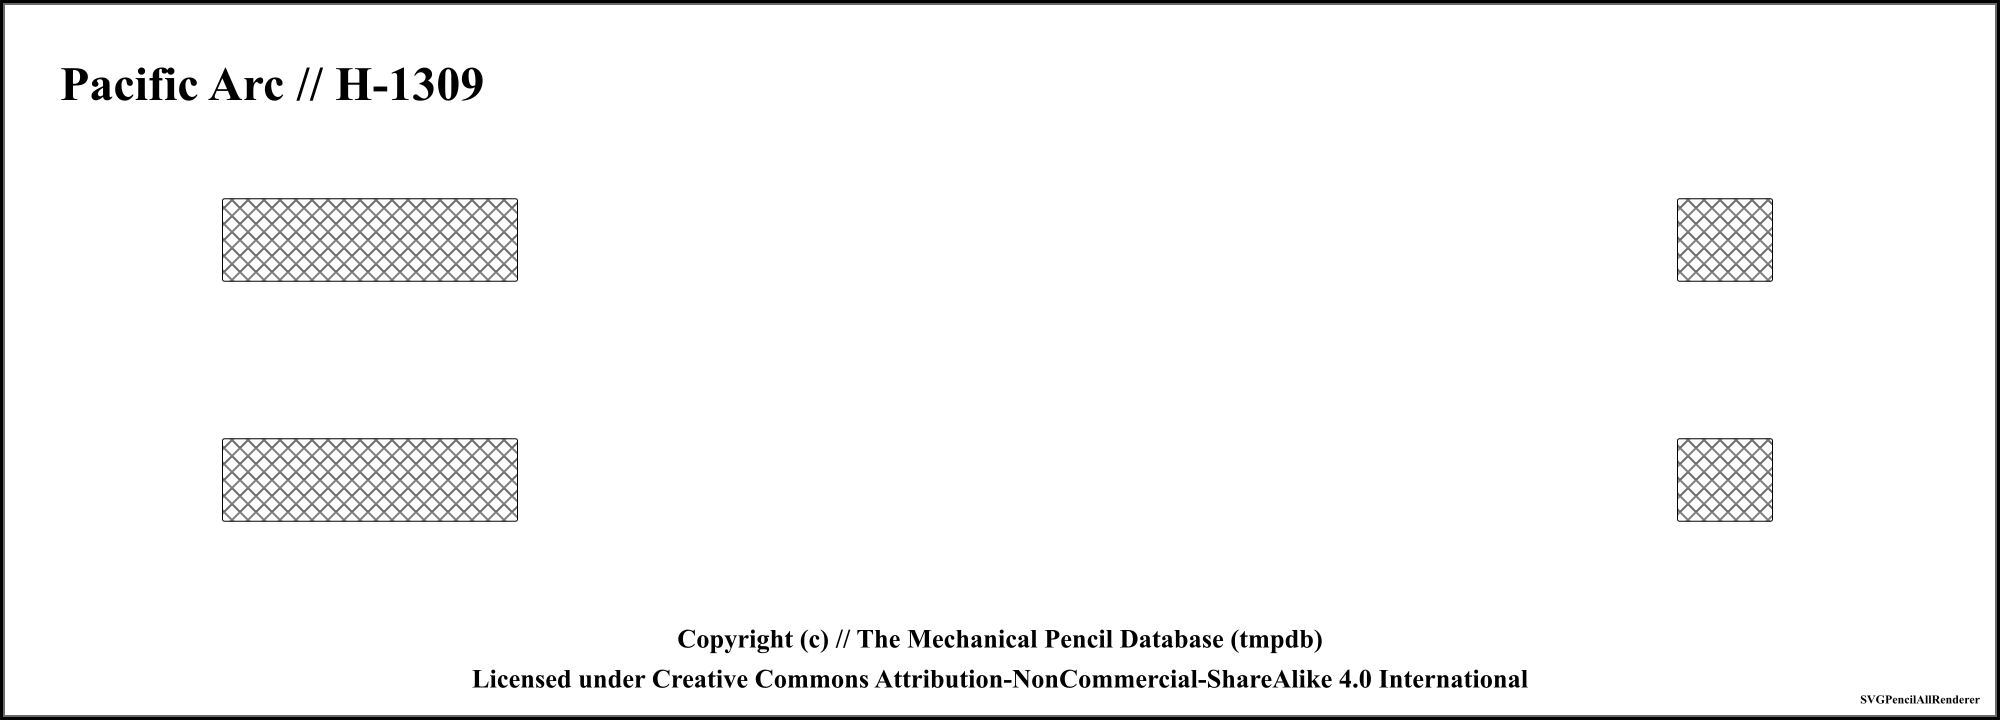 Pacific Arc // H-1309
Copyright (c) // The Mechanical Pencil Database (tmpdb)
Licensed under Creative Commons Attribution-NonCommercial-ShareAlike 4.0 International
SVGPencilAllRenderer